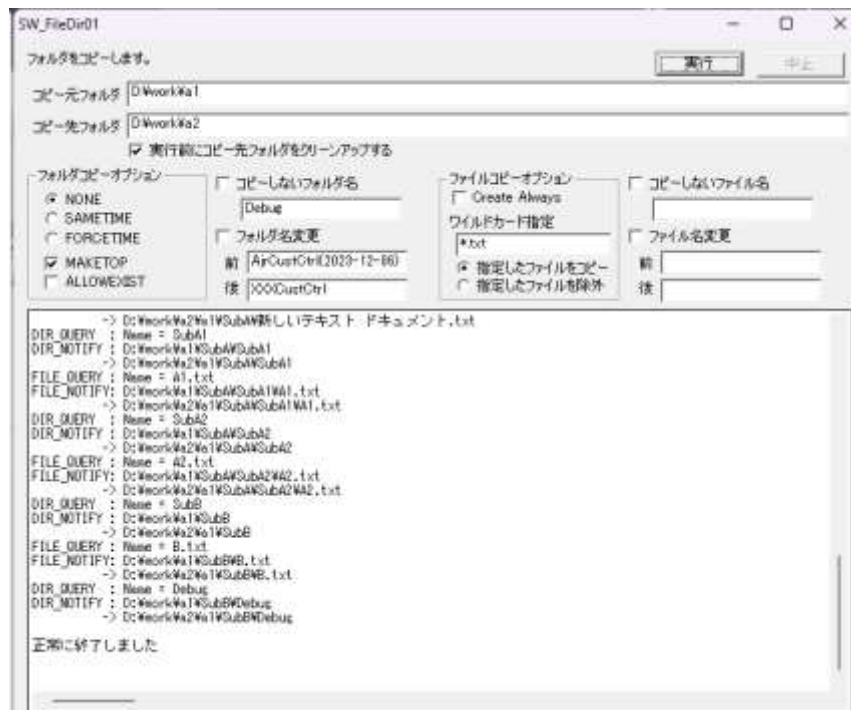 SW_FileDir01
フォルダをコピーします。
実行
中止
コピー元フォルダ D:¥work¥a1
コピー先フォルダ D:¥work¥a2
実行前にコピー先フォルダをクリーンアップする
フォルダコピーオプション
NONE
SAMETIME
FORCETIME
MAKETOP
ALLOWEXIST
コピーしないフォルダ名
Debug
フォルダ名変更
前 AirCustCtrl(2023-12-06)
後 XXXCustCtrl
ファイルコピーオプション
Create Always
ワイルドカード指定
*.txt
指定したファイルをコピー
指定したファイルを除外
コピーしないファイル名
ファイル名変更
前
後
-> D:¥work¥a2¥a1¥SubA¥新しいテキスト ドキュメント.txt
DIR_QUERY : Name = SubA1
DIR_NOTIFY : D:¥work¥a1¥SubA¥SubA1
-> D:¥work¥a2¥a1¥SubA¥SubA1
FILE_QUERY : Name = A1.txt
FILE_NOTIFY: D:¥work¥a1¥SubA¥SubA1¥A1.txt
-> D:¥work¥a2¥a1¥SubA¥SubA1¥A1.txt
DIR_QUERY : Name = SubA2
DIR_NOTIFY : D:¥work¥a1¥SubA¥SubA2
-> D:¥work¥a2¥a1¥SubA¥SubA2
FILE_QUERY : Name = A2.txt
FILE_NOTIFY: D:¥work¥a1¥SubA¥SubA2¥A2.txt
-> D:¥work¥a2¥a1¥SubA¥SubA2¥A2.txt
DIR_QUERY : Name = SubB
DIR_NOTIFY : D:¥work¥a1¥SubB
-> D:¥work¥a2¥a1¥SubB
FILE_QUERY : Name = B.txt
FILE_NOTIFY: D:¥work¥a1¥SubB¥B.txt
-> D:¥work¥a2¥a1¥SubB¥B.txt
DIR_QUERY : Name = Debug
DIR_NOTIFY : D:¥work¥a1¥SubB¥Debug
-> D:¥work¥a2¥a1¥SubB¥Debug
正常に終了しました